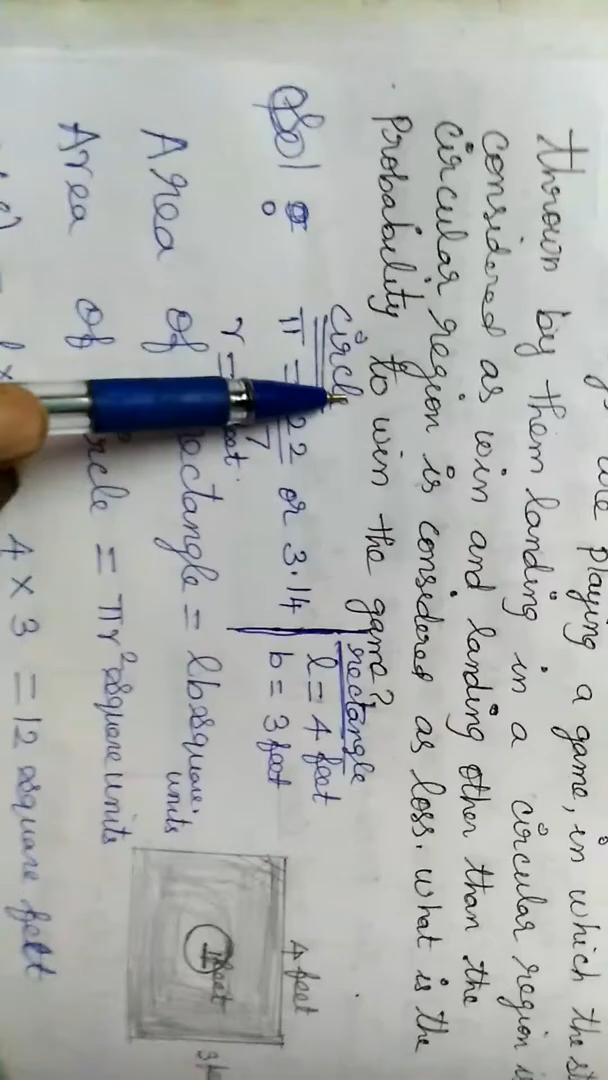 are playing a game, in which the
thrown by them landing in a circular region
considered as win and landing other than the
circular region is considered as loss. what is the
Probability to win the game?
Circle
rectangle
Sol :
π = 22/7 or 3.14
l = 4 feet
b = 3 feet
r =
Area of rectangle = lb square units
Area of circle = πr² square units
4 × 3 = 12 square feet
4 feet
1 feet